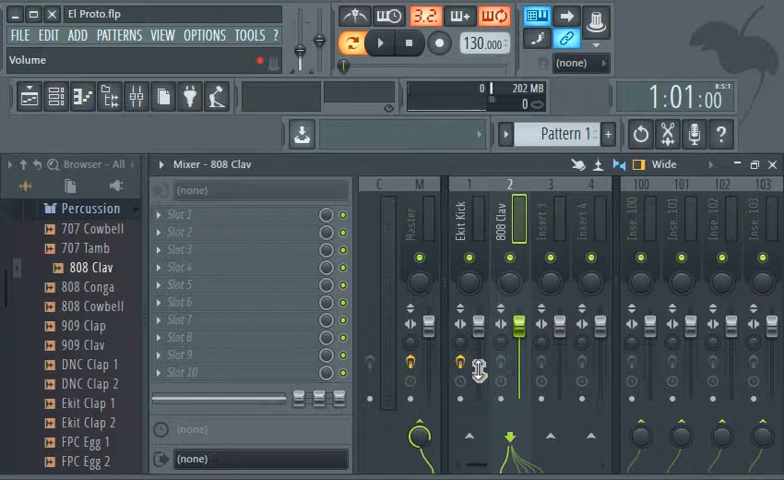 El Proto.flp
FILE EDIT ADD PATTERNS VIEW OPTIONS TOOLS ?
Volume
3.2.
130.000
(none)
0 202 MB
0
B:S:T
1:01:00
Pattern 1
+
?
Browser - All
Mixer - 808 Clav
Wide
Percussion
707 Cowbell
707 Tamb
808 Clav
808 Conga
808 Cowbell
909 Clap
909 Clav
DNC Clap 1
DNC Clap 2
Ekit Clap 1
Ekit Clap 2
FPC Egg 1
FPC Egg 2
(none)
Slot 1
Slot 2
Slot 3
Slot 4
Slot 5
Slot 6
Slot 7
Slot 8
Slot 9
Slot 10
(none)
(none)
C M 1 2 3 4 100 101 102 103
Master
Ekit Kick
808 Clav
Insert 3
Insert 4
Inse..100
Inse..101
Inse..102
Inse..103